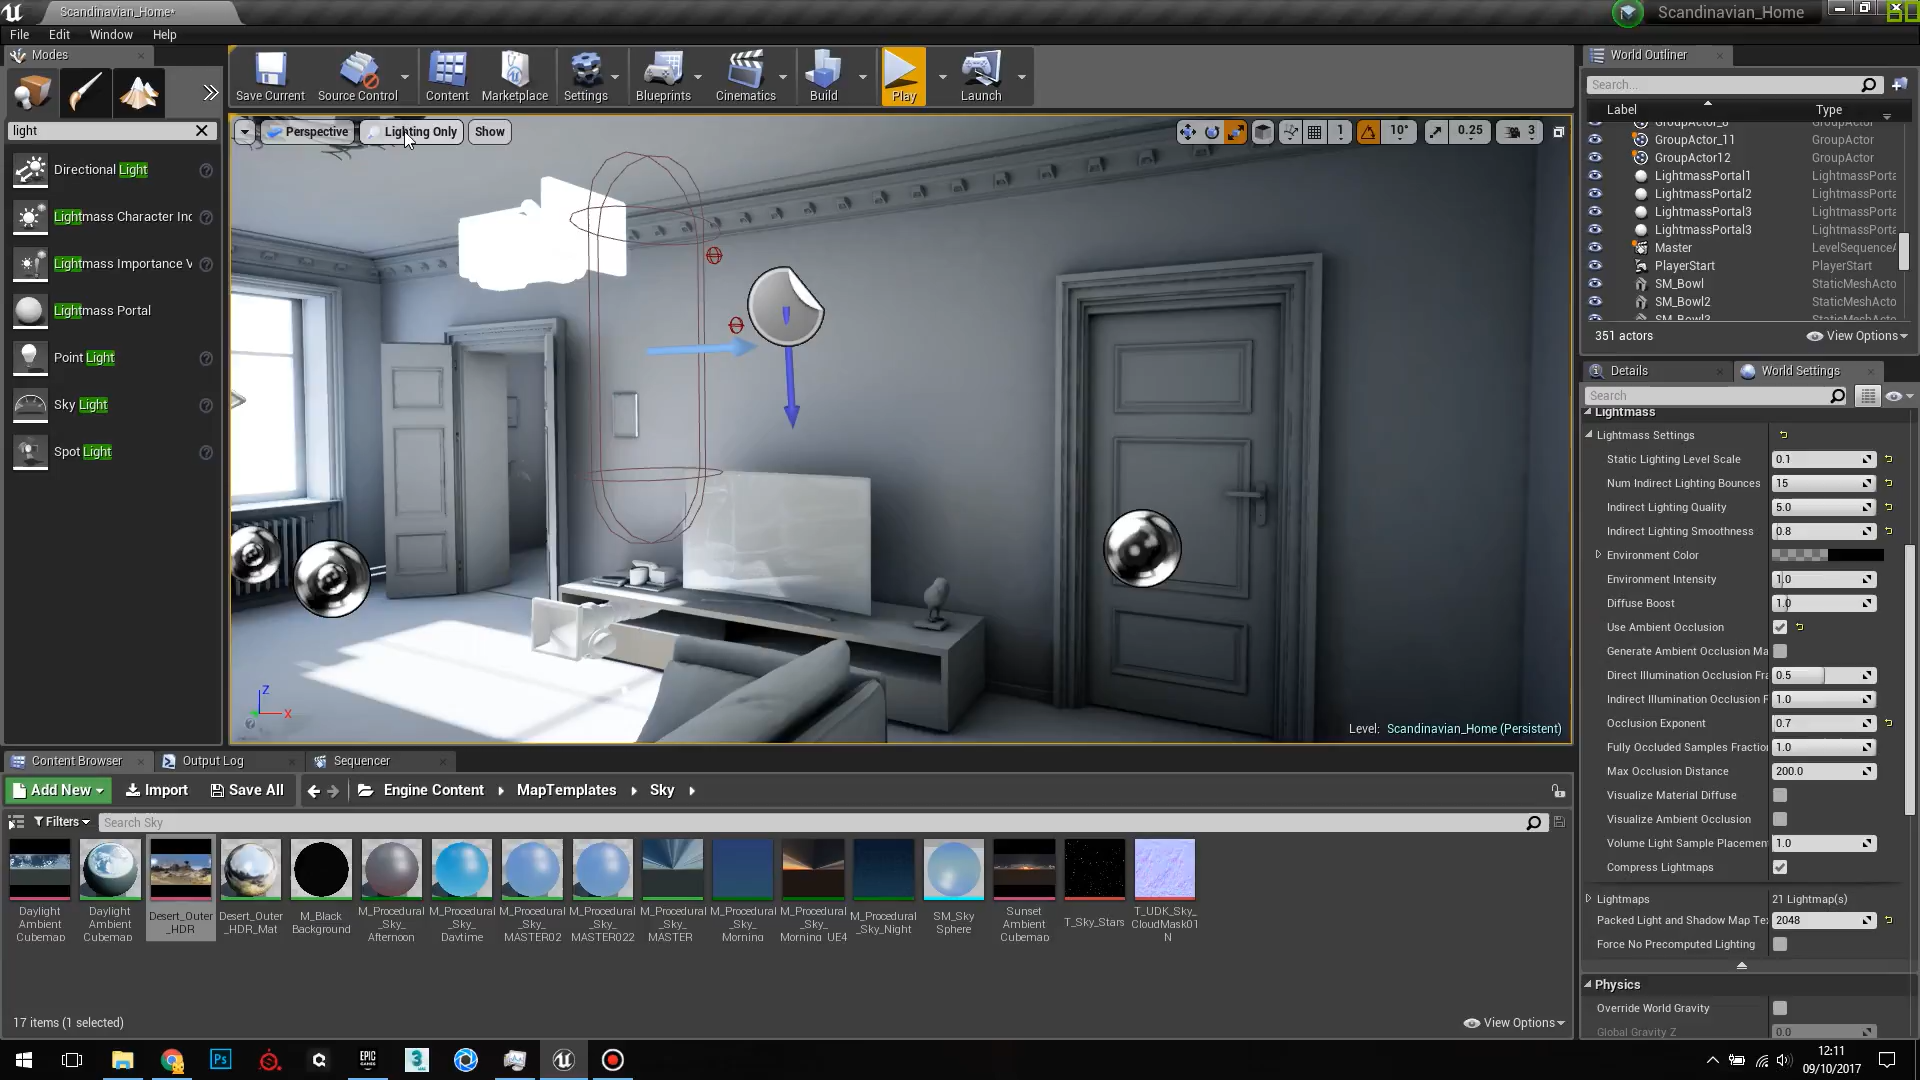 Scandinavian_Home*
Scandinavian_Home
File Edit Window Help
Modes
light
Directional Light
Lightmass Character Inc
Lightmass Importance V
Lightmass Portal
Point Light
Sky Light
Spot Light
Save Current
Source Control
Content
Marketplace
Settings
Blueprints
Cinematics
Build
Play
Launch
Perspective
Lighting Only
Show
1
10°
0.25
3
Z
X
Level: Scandinavian_Home (Persistent)
World Outliner
Search...
Label Type
GroupActor_11 GroupActor
GroupActor12 GroupActor
LightmassPortal1 LightmassPorta
LightmassPortal2 LightmassPorta
LightmassPortal3 LightmassPorta
LightmassPortal3 LightmassPorta
Master LevelSequenceA
PlayerStart PlayerStart
SM_Bowl StaticMeshActo
SM_Bowl2 StaticMeshActo
SM_Bowl3 StaticMeshActo
351 actors
View Options
Details
World Settings
Search
Lightmass
Lightmass Settings
Static Lighting Level Scale 0.1
Num Indirect Lighting Bounces 15
Indirect Lighting Quality 5.0
Indirect Lighting Smoothness 0.8
Environment Color
Environment Intensity 1.0
Diffuse Boost 1.0
Use Ambient Occlusion
Generate Ambient Occlusion Ma
Direct Illumination Occlusion Fra 0.5
Indirect Illumination Occlusion F 1.0
Occlusion Exponent 0.7
Fully Occluded Samples Fractio 1.0
Max Occlusion Distance 200.0
Visualize Material Diffuse
Visualize Ambient Occlusion
Volume Light Sample Placemen 1.0
Compress Lightmaps
Lightmaps 21 Lightmap(s)
Packed Light and Shadow Map Te 2048
Force No Precomputed Lighting
Physics
Override World Gravity
Global Gravity Z 0.0
Content Browser
Output Log
Sequencer
Add New
Import
Save All
Engine Content
MapTemplates
Sky
Filters
Search Sky
Daylight
Ambient
Cubemap
Daylight
Ambient
Cubemap
Desert_Outer
_HDR
Desert_Outer
_HDR_Mat
M_Black
Background
M_Procedural
_Sky_
Afternoon
M_Procedural
_Sky_
Daytime
M_Procedural
_Sky_
MASTER02
M_Procedural
_Sky_
MASTER022
M_Procedural
_Sky_
MASTER
M_Procedural
_Sky_
Morning
M_Procedural
_Sky_
Morning_UE4
M_Procedural
_Sky_Night
SM_Sky
Sphere
Sunset
Ambient
Cubemap
T_Sky_Stars
T_UDK_Sky_
CloudMask01
N
17 items (1 selected)
View Options
Ps
EPIC
GAMES
3
12:11
09/10/2017